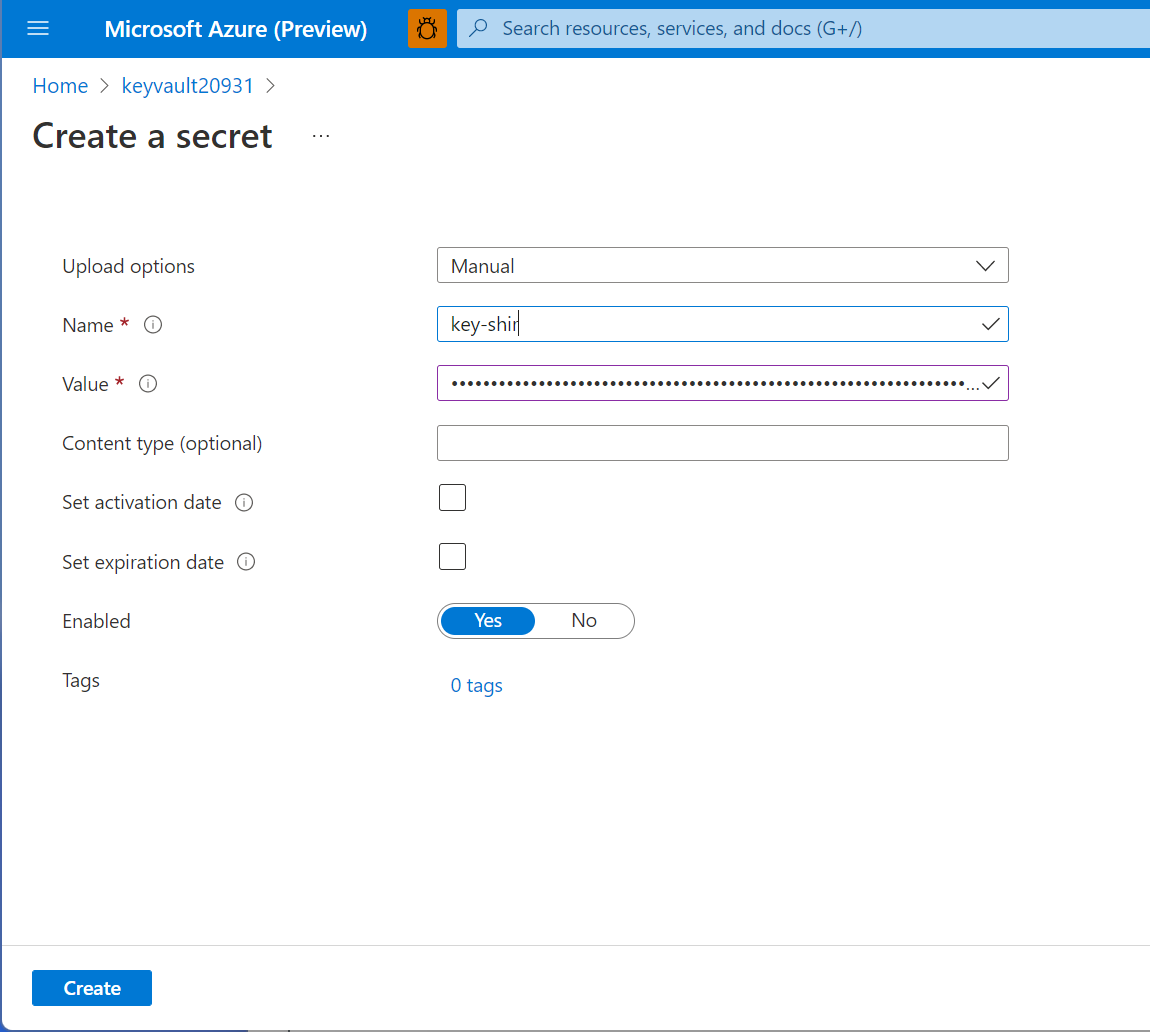 Microsoft Azure (Preview)
Search resources, services, and docs (G+/)
Home > keyvault20931 >
Create a secret ...
Upload options Manual
Name * key-shir
Value * ••••••••••••••••••••••••••••••••••••••••••••••••••••••••••••••••••...
Content type (optional)
Set activation date
Set expiration date
Enabled Yes No
Tags 0 tags
Create